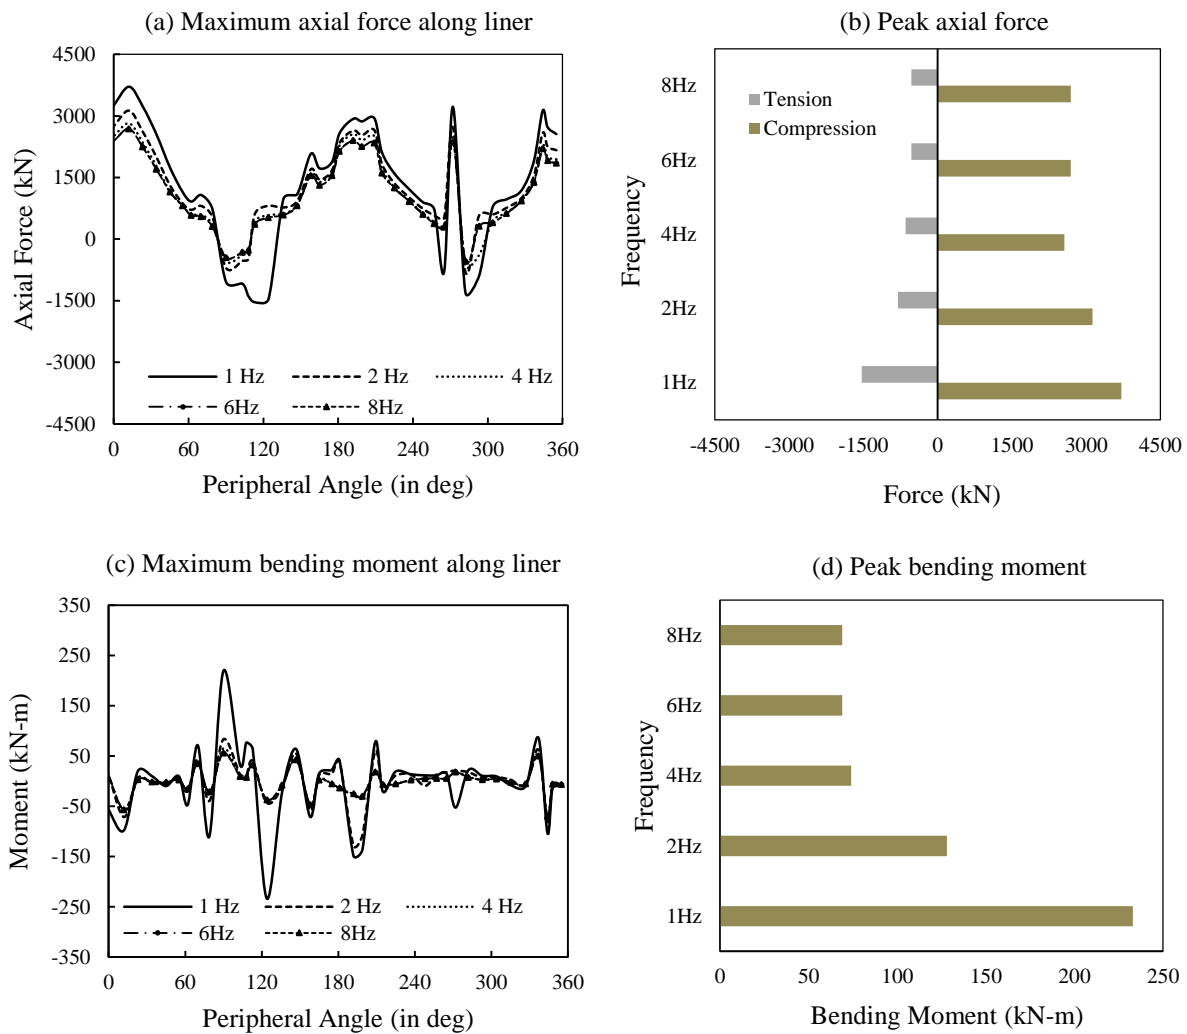 (a) Maximum axial force along liner
4500
3000
1500
0
-1500
-3000
-4500
Axial Force (kN)
1 Hz
2 Hz
4 Hz
6Hz
8Hz
0
60
120
180
240
300
360
Peripheral Angle (in deg)
(b) Peak axial force
8Hz
6Hz
4Hz
2Hz
1Hz
Frequency
Tension
Compression
-4500
-3000
-1500
0
1500
3000
4500
Force (kN)
(c) Maximum bending moment along liner
350
250
150
50
-50
-150
-250
-350
Moment (kN-m)
1 Hz
2 Hz
4 Hz
6Hz
8Hz
0
60
120
180
240
300
360
Peripheral Angle (in deg)
(d) Peak bending moment
8Hz
6Hz
4Hz
2Hz
1Hz
Frequency
0
50
100
150
200
250
Bending Moment (kN-m)